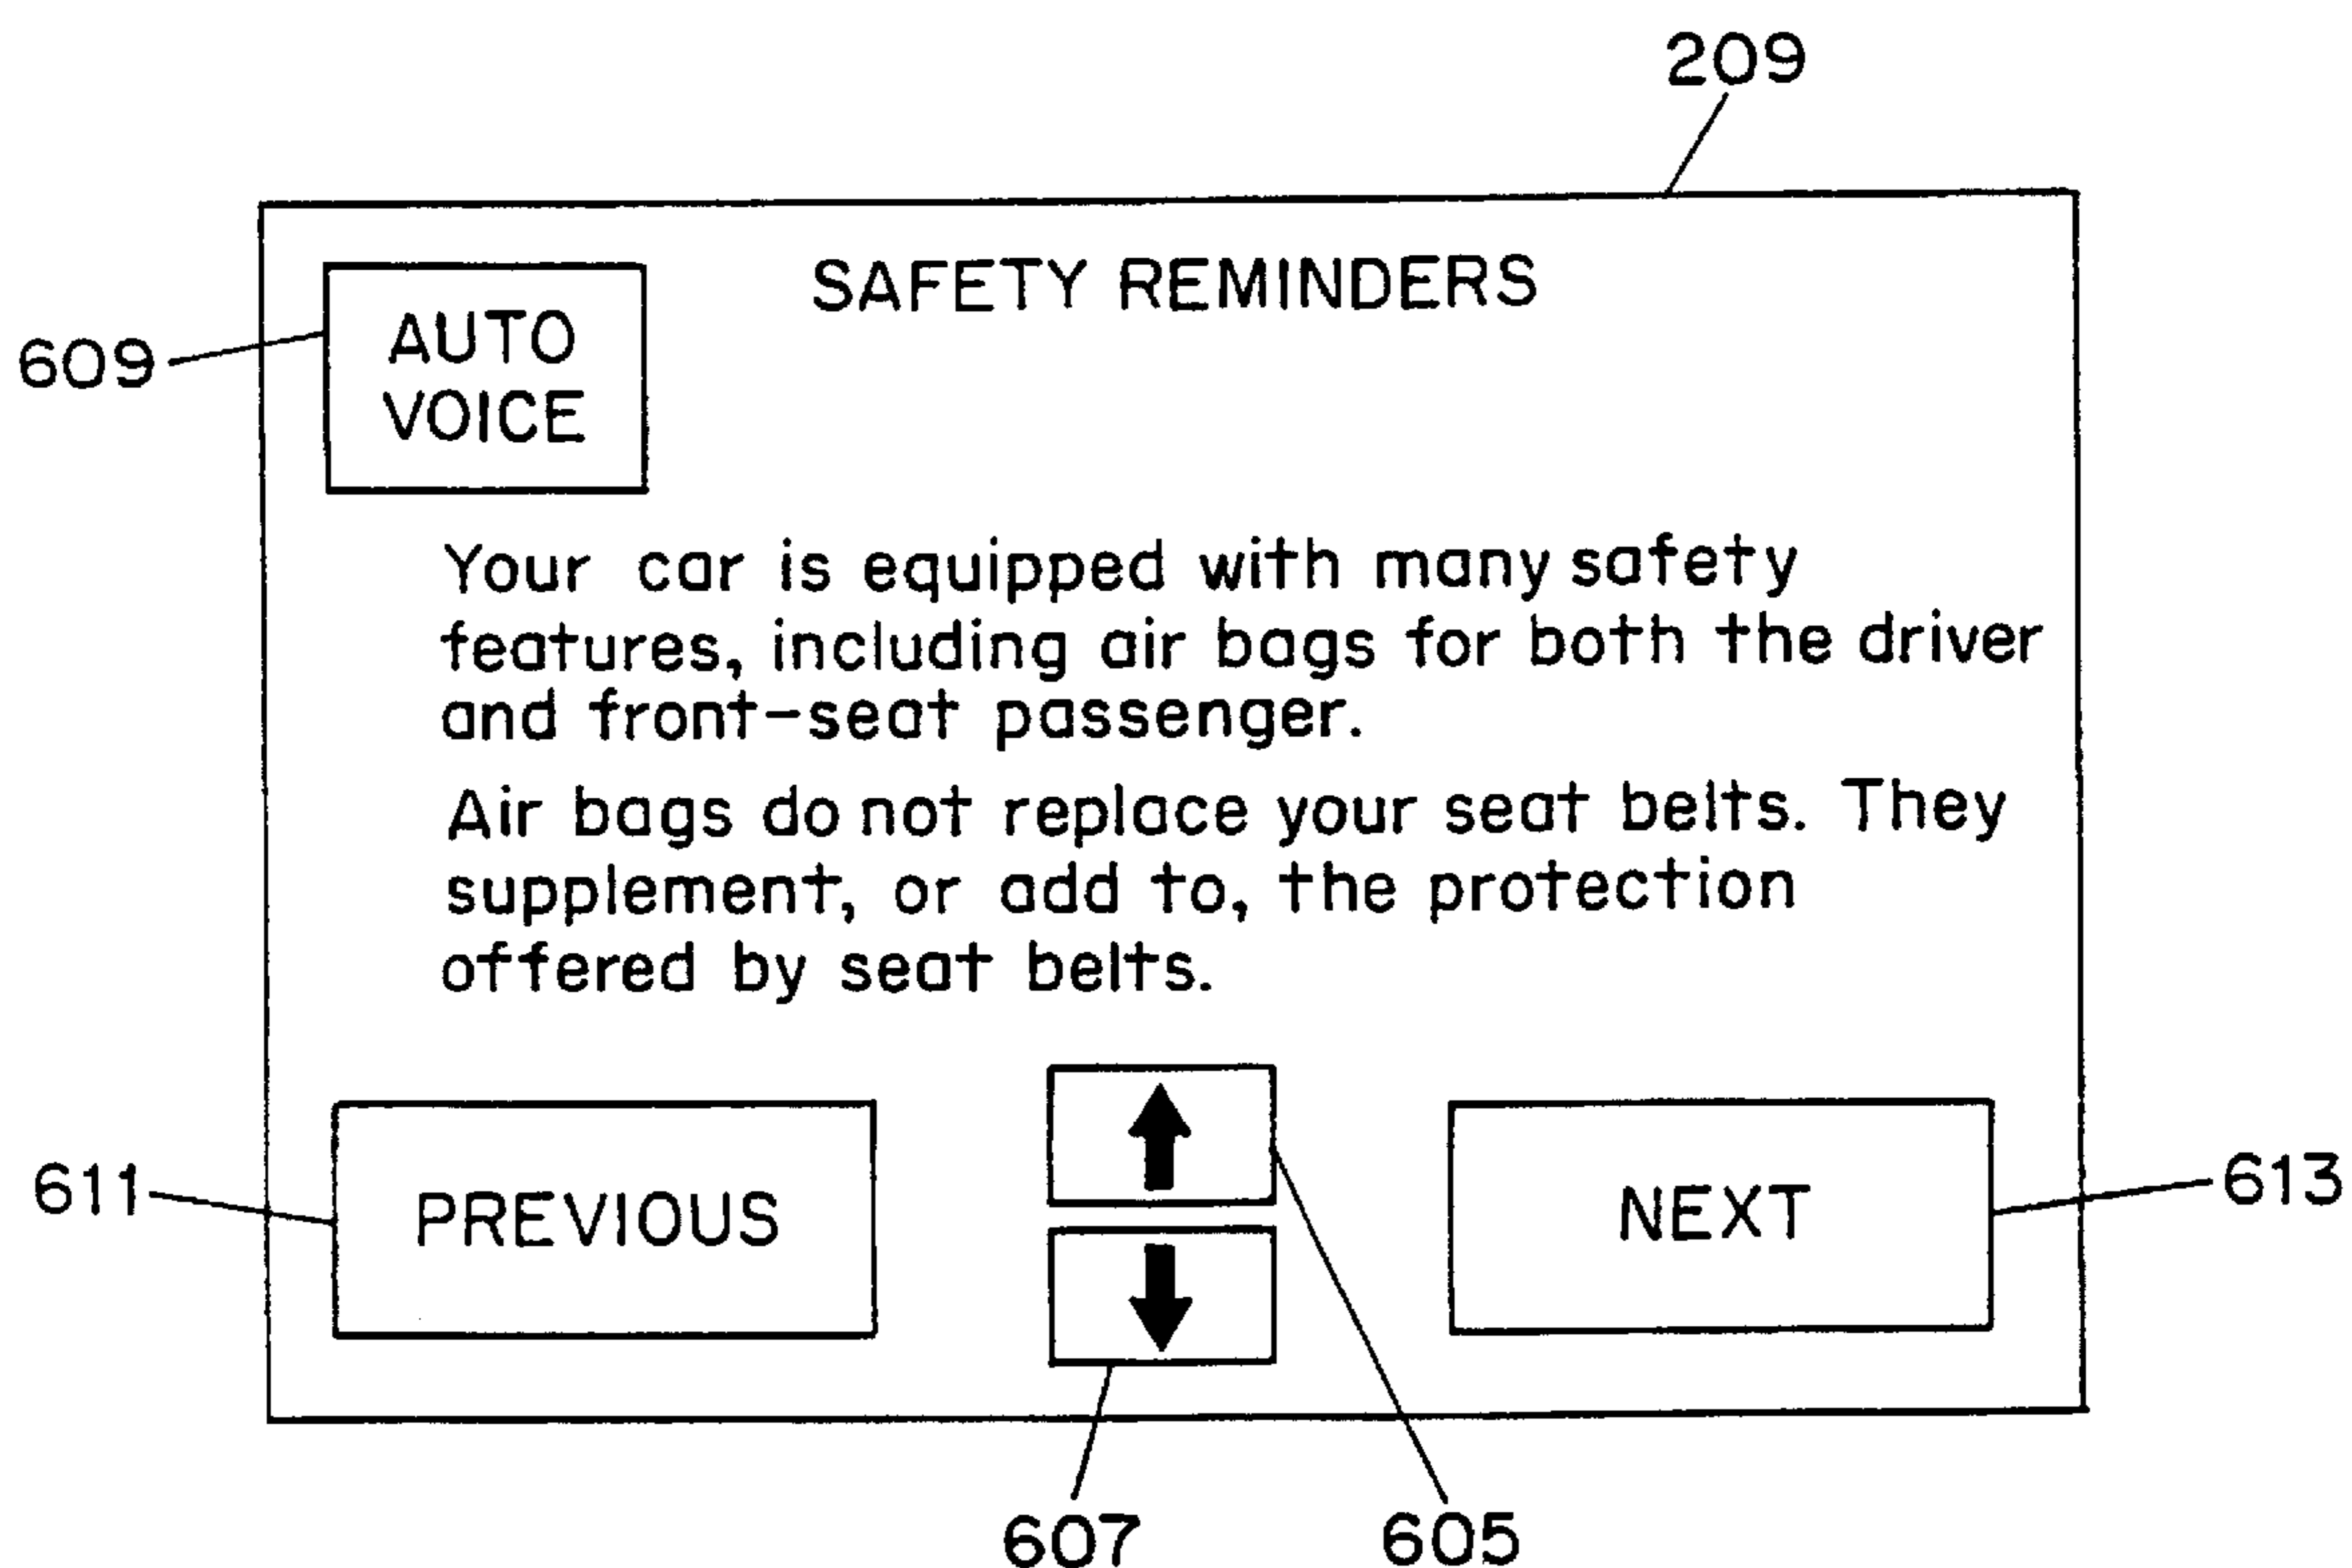 209
SAFETY REMINDERS
609
AUTO
VOICE
Your car is equipped with many safety
features, including air bags for both the driver
and front-seat passenger.
Air bags do not replace your seat belts. They
supplement, or add to, the protection
offered by seat belts.
611
PREVIOUS
NEXT
613
607
605